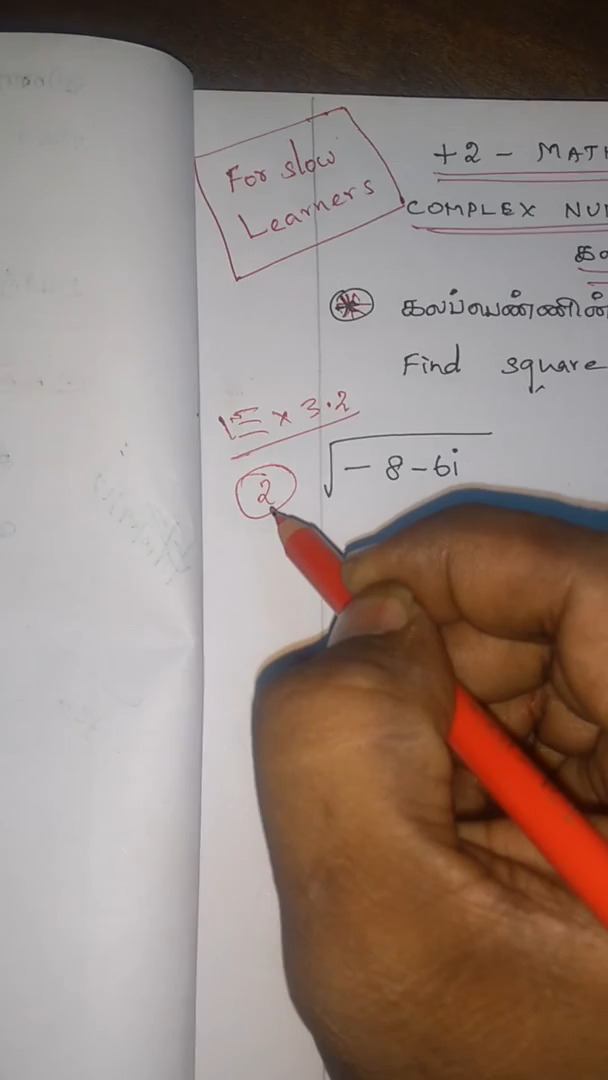 For slow
Learners
+2 - MATH
COMPLEX NU
கலப்பெண்ணின்
Find square
Ex 3.2
2 √-8-6i